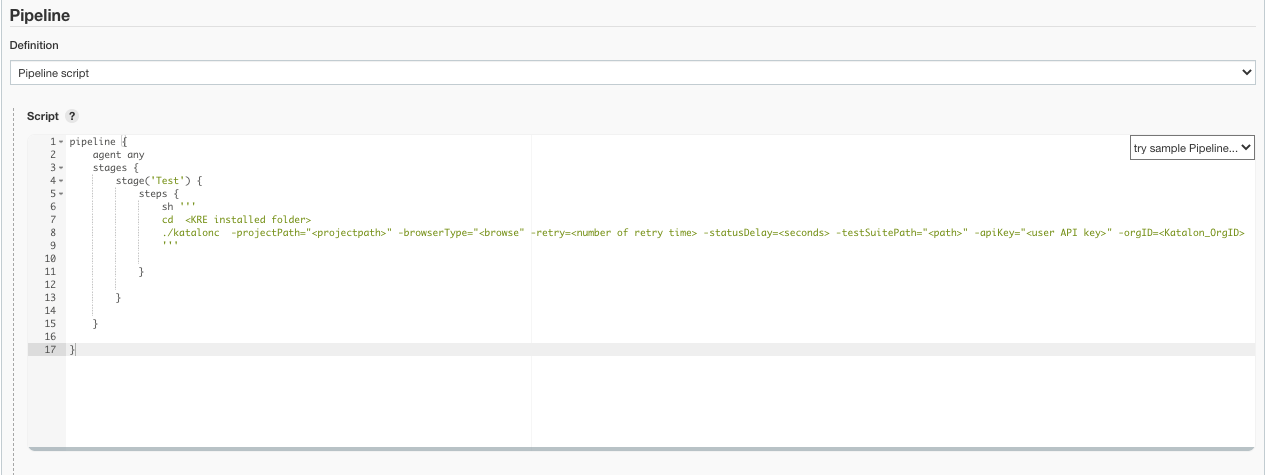 Pipeline
Definition
Pipeline script
Script ?
try sample Pipeline...
1 pipeline {
2 agent any
3 stages {
4 stage('Test') {
5 steps {
6 sh '''
7 cd  <KRE installed folder>
8 ./katalonc  -projectPath="<projectpath>" -browserType="<browse" -retry=<number of retry time> -statusDelay=<seconds> -testSuitePath="<path>" -apiKey="<user API key>" -orgID=<Katalon_OrgID>
9 '''
10
11 }
12
13 }
14
15 }
16
17 }